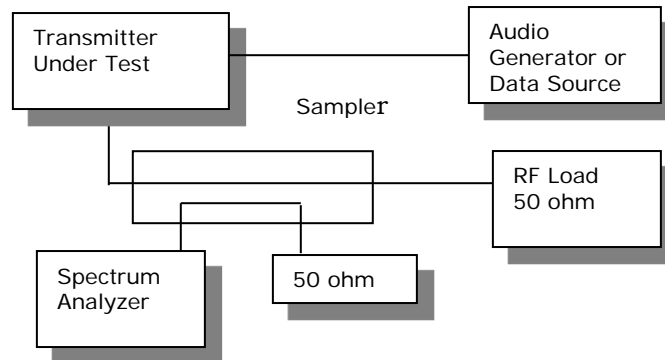 Transmitter
Under Test
Audio
Generator or
Data Source
Sampler
RF Load
50 ohm
Spectrum
Analyzer
50 ohm